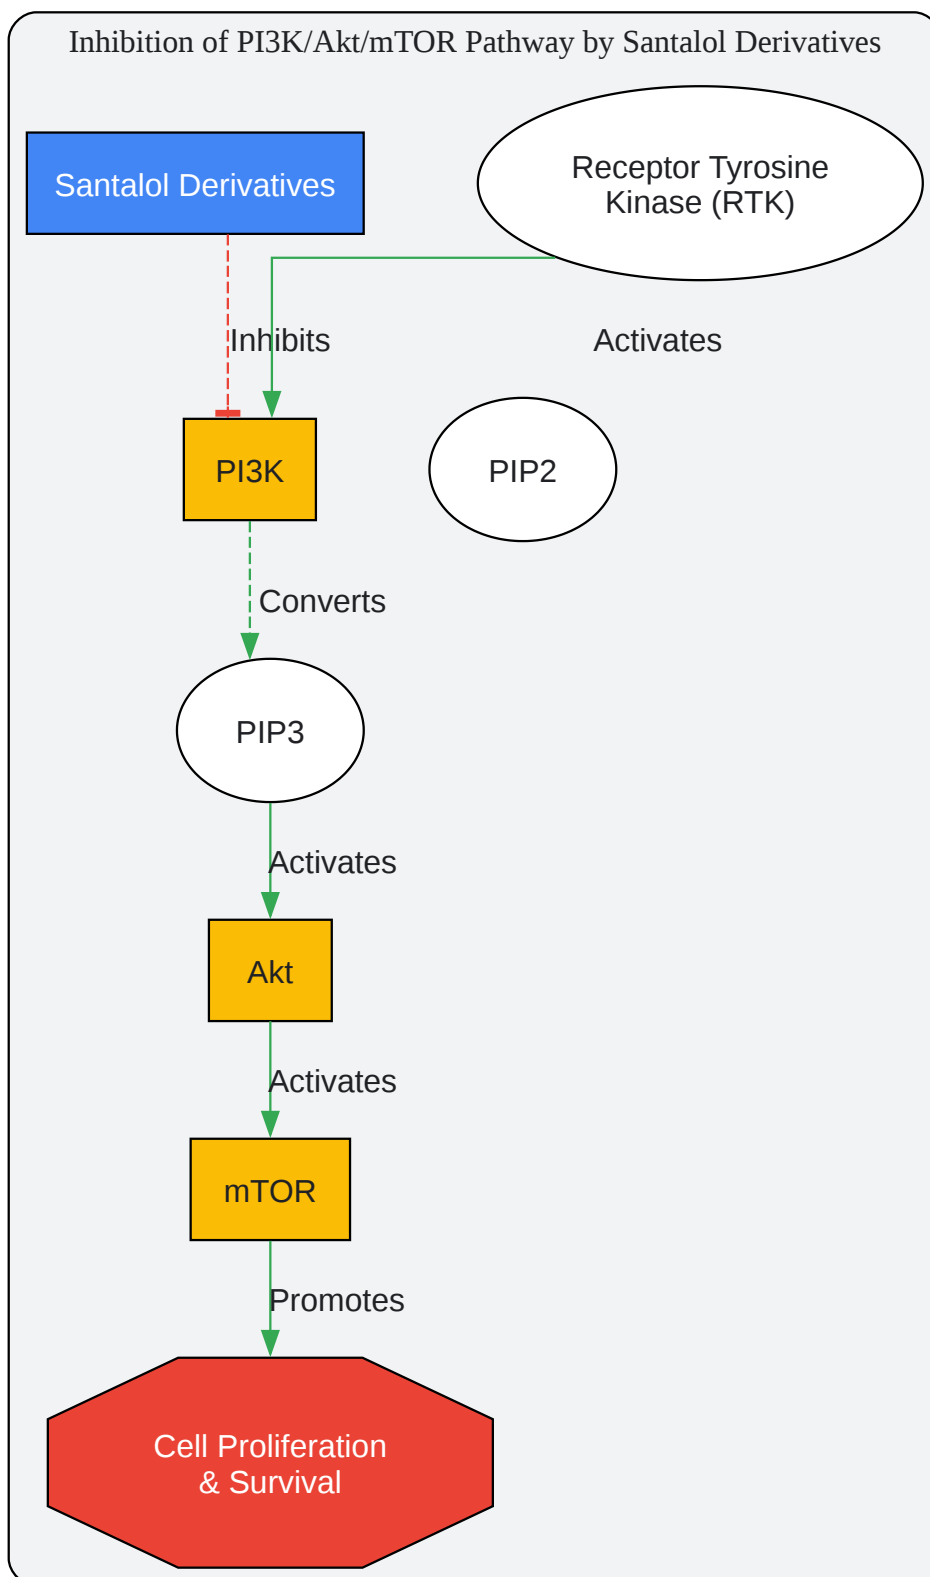 Inhibition of PI3K/Akt/mTOR Pathway by Santalol Derivatives
Santalol Derivatives
Receptor Tyrosine
Kinase (RTK)
Inhibits
Activates
PI3K
PIP2
Converts
PIP3
Activates
Akt
Activates
mTOR
Promotes
Cell Proliferation
& Survival